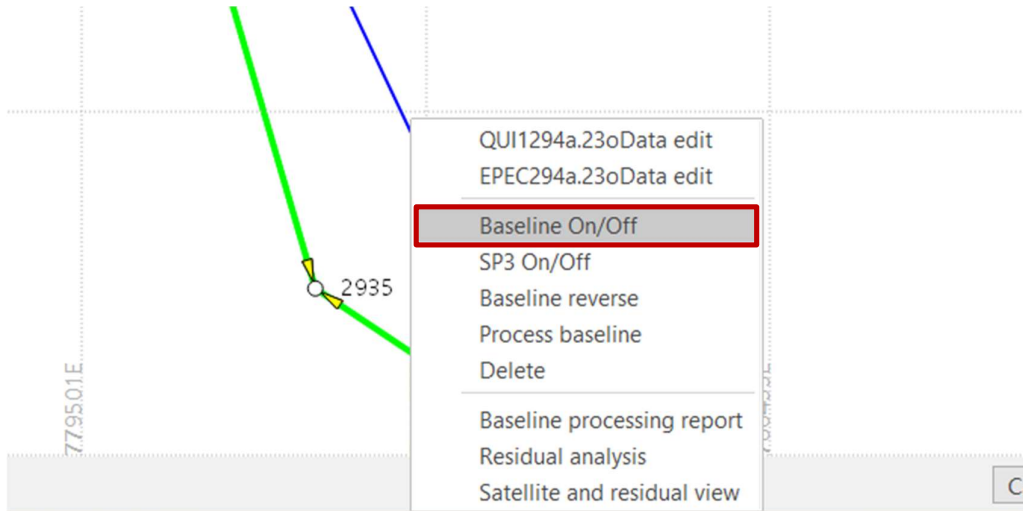 QUI1294a.23oData edit
EPEC294a.23oData edit
Baseline On/Off
SP3 On/Off
Baseline reverse
Process baseline
Delete
Baseline processing report
Residual analysis
Satellite and residual view
2935
779501E
C